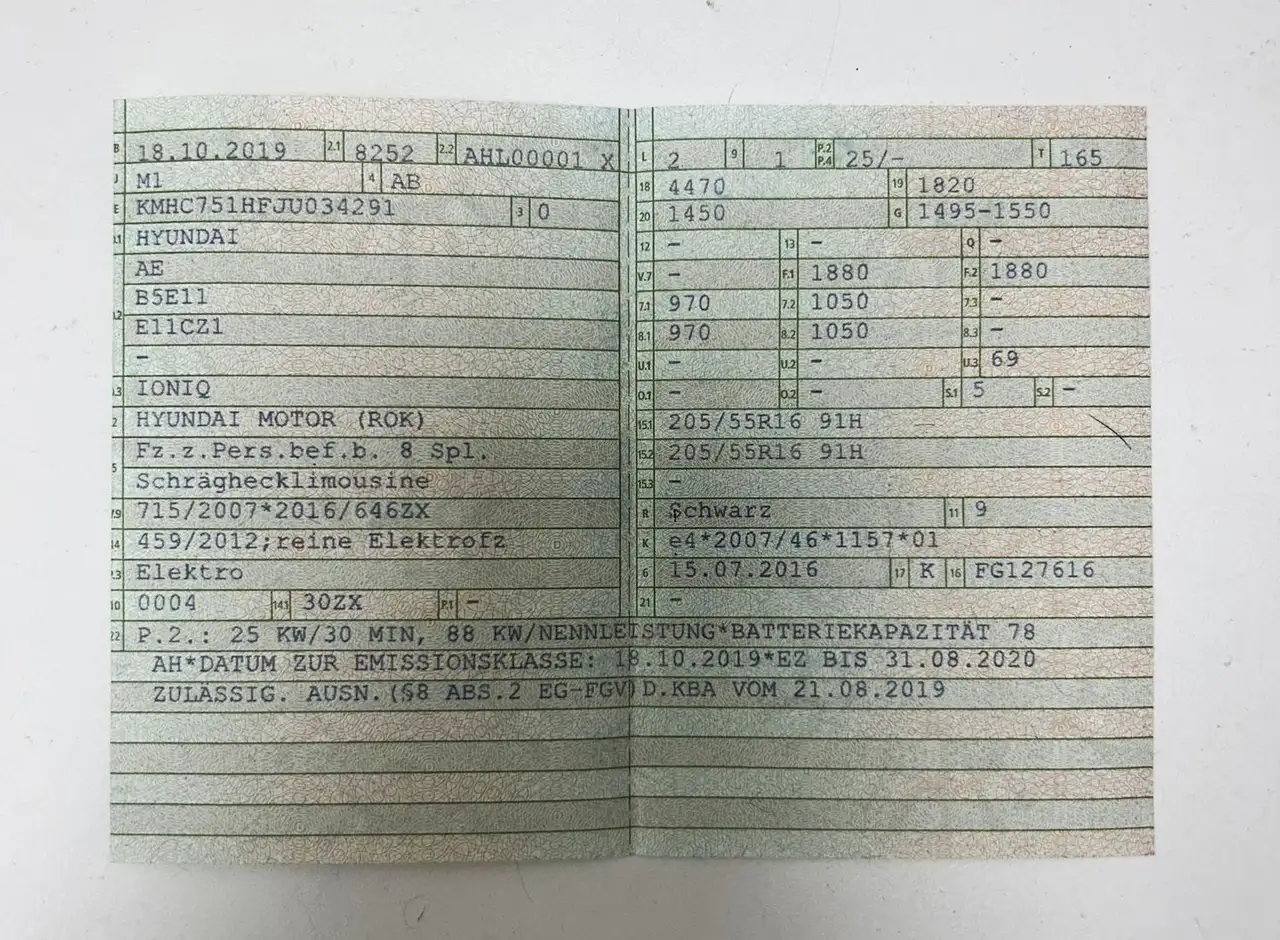 B 18.10.2019 2.1 8252 2.2 AHL00001 X
J M1 4 AB
E KMHC751HFJU034291 3 0
D.1 HYUNDAI
AE
D.2 B5E11
E11CZ1
–
D.3 IONIQ
2 HYUNDAI MOTOR (ROK)
5 Fz.z.Pers.bef.b. 8 Spl.
Schräghecklimousine
V.9 715/2007*2016/646ZX
14 459/2012;reine Elektrofz
P.3 Elektro
10 0004 14.1 30ZX P.1 –
L 2 9 1 P.2 P.4 25/- T 165
18 4470 19 1820
20 1450 G 1495-1550
12 – 13 – Q –
V.7 – F.1 1880 F.2 1880
7.1 970 7.2 1050 7.3 –
8.1 970 8.2 1050 8.3 –
U.1 – U.2 – U.3 69
O.1 – O.2 – S.1 5 S.2 –
15.1 205/55R16 91H
15.2 205/55R16 91H
15.3 –
R Schwarz 11 9
K e4*2007/46*1157*01
6 15.07.2016 17 K 16 FG127616
21 –
22 P.2.: 25 KW/30 MIN, 88 KW/NENNLEISTUNG*BATTERIEKAPAZITÄT 78
AH*DATUM ZUR EMISSIONSKLASSE: 18.10.2019*EZ BIS 31.08.2020
ZULÄSSIG. AUSN.(§8 ABS.2 EG-FGV)D.KBA VOM 21.08.2019